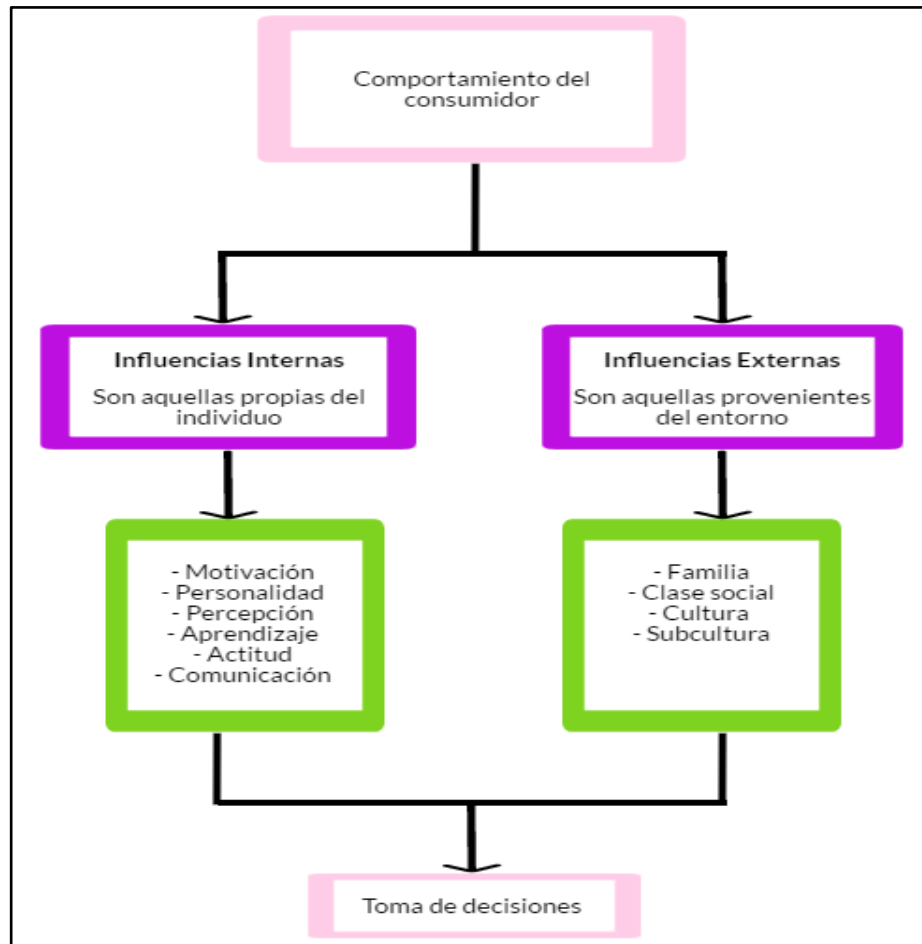 Comportamiento del
consumidor
Influencias Internas
Son aquellas propias del
individuo
Influencias Externas
Son aquellas provenientes
del entorno
- Motivación
- Personalidad
- Percepción
- Aprendizaje
- Actitud
- Comunicación
- Familia
- Clase social
- Cultura
- Subcultura
Toma de decisiones